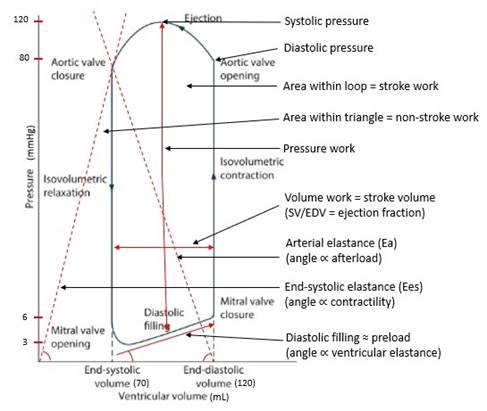 120
Ejection
Systolic pressure
Diastolic pressure
80
Aortic valve
closure
Aortic valve
opening
Area within loop = stroke work
Area within triangle = non-stroke work
Pressure work
Pressure (mmHg)
Isovolumetric
relaxation
Isovolumetric
contraction
Volume work = stroke volume
(SV/EDV = ejection fraction)
Arterial elastance (Ea)
(angle ∝ afterload)
End-systolic elastance (Ees)
(angle ∝ contractility)
6
3
Mitral valve
opening
Diastolic
filling
Mitral valve
closure
Diastolic filling ≈ preload
(angle ∝ ventricular elastance)
End-systolic
volume (70)
End-diastolic
volume (120)
Ventricular volume (mL)